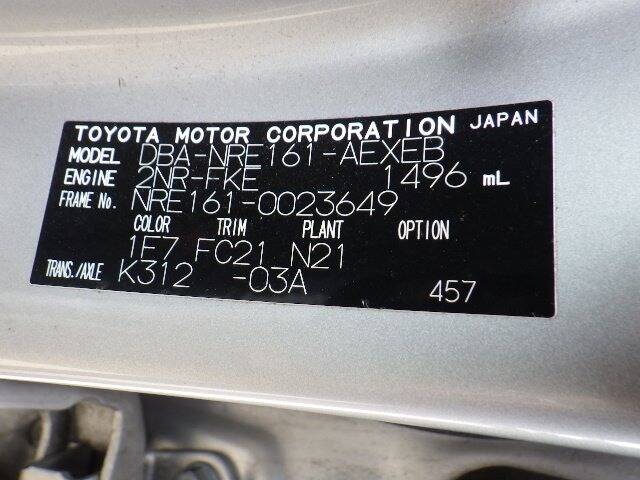 TOYOTA MOTOR CORPORATION JAPAN
MODEL DBA-NRE161-AEXEB
ENGINE 2NR-FKE 1496 mL
FRAME No. NRE161-0023649
COLOR TRIM PLANT OPTION
1F7 FC21 N21
TRANS./AXLE K312 -03A
457